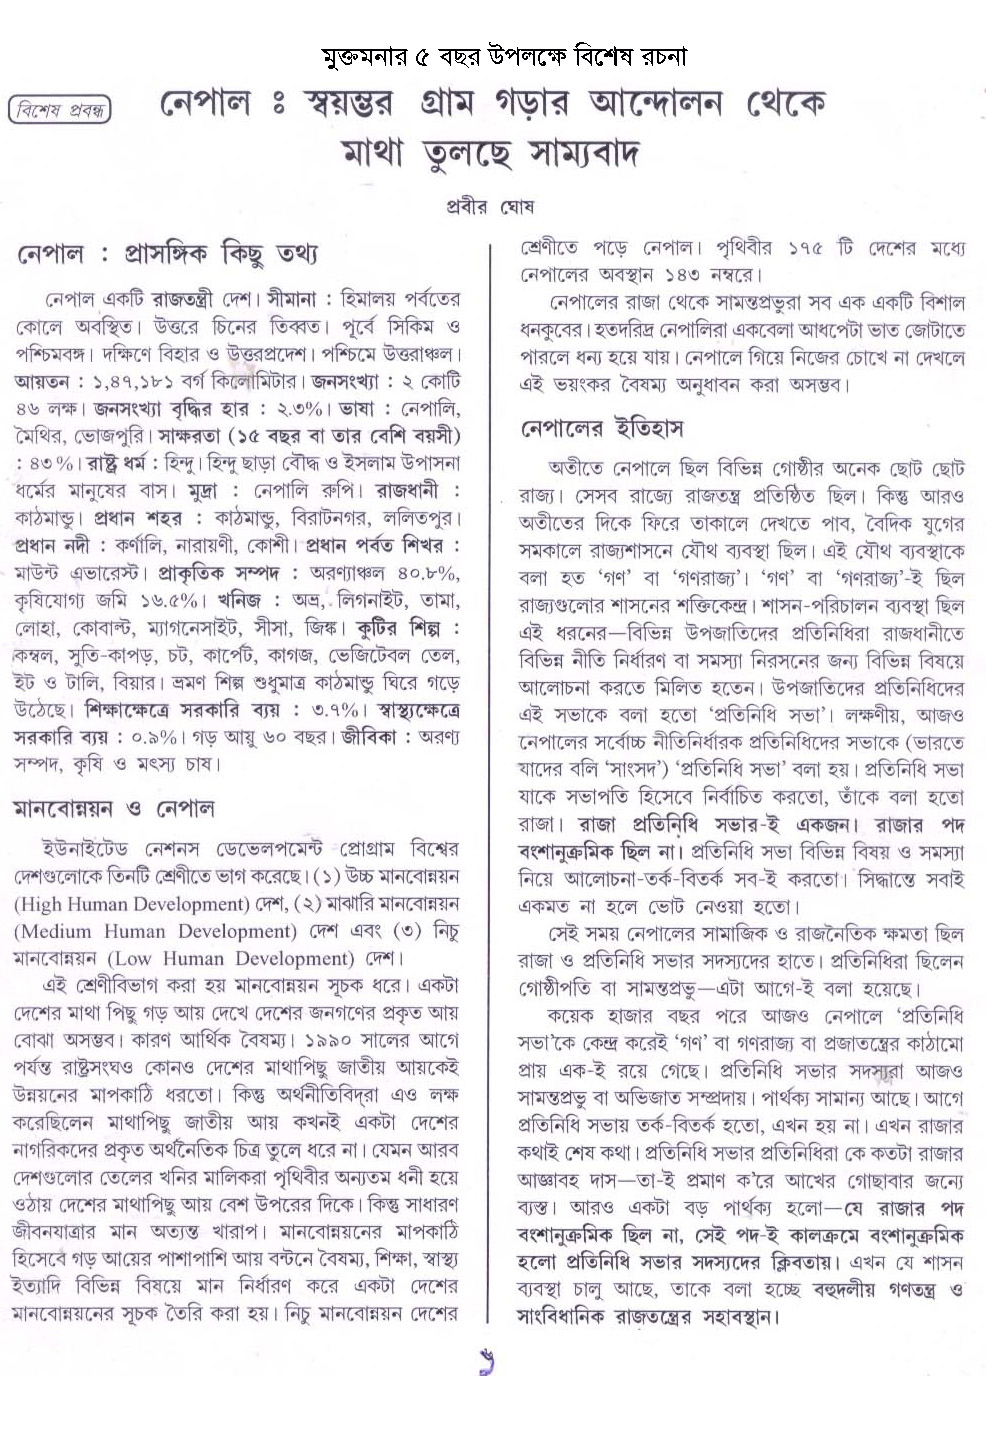 মুক্তমনার ৫ বছর উপলক্ষে বিশেষ রচনা
বিশেষ প্রবন্ধ
নেপাল : স্বয়ম্ভর গ্রাম গড়ার আন্দোলন থেকে
মাথা তুলছে সাম্যবাদ
প্রবীর ঘোষ
নেপাল : প্রাসঙ্গিক কিছু তথ্য
নেপাল একটি রাজতন্ত্রী দেশ। সীমানা : হিমালয় পর্বতের
কোলে অবস্থিত। উত্তরে চিনের তিব্বত। পূর্বে সিকিম ও
পশ্চিমবঙ্গ। দক্ষিণে বিহার ও উত্তরপ্রদেশ। পশ্চিমে উত্তরাঞ্চল।
আয়তন : ১,৪৭,১৮১ বর্গ কিলোমিটার। জনসংখ্যা : ২ কোটি
৪৬ লক্ষ। জনসংখ্যা বৃদ্ধির হার : ২.৩%। ভাষা : নেপালি,
মৈথির, ভোজপুরি। সাক্ষরতা (১৫ বছর বা তার বেশি বয়সী)
: ৪৩%। রাষ্ট্র ধর্ম : হিন্দু। হিন্দু ছাড়া বৌদ্ধ ও ইসলাম উপাসনা
ধর্মের মানুষের বাস। মুদ্রা : নেপালি রুপি। রাজধানী :
কাঠমান্ডু। প্রধান শহর : কাঠমান্ডু, বিরাটনগর, ললিতপুর।
প্রধান নদী : কর্ণালি, নারায়ণী, কোশী। প্রধান পর্বত শিখর :
মাউন্ট এভারেস্ট। প্রাকৃতিক সম্পদ : অরণ্যাঞ্চল ৪০.৮%,
কৃষিযোগ্য জমি ১৬.৫%। খনিজ : অভ্র, লিগনাইট, তামা,
লোহা, কোবাল্ট, ম্যাগনেসাইট, সীসা, জিঙ্ক। কুটির শিল্প :
কম্বল, সুতি-কাপড়, চট, কার্পেট, কাগজ, ভেজিটেবল তেল,
ইট ও টালি, বিয়ার। ভ্রমণ শিল্প শুধুমাত্র কাঠমান্ডু ঘিরে গড়ে
উঠেছে। শিক্ষাক্ষেত্রে সরকারি ব্যয় : ৩.৭%। স্বাস্থ্যক্ষেত্রে
সরকারি ব্যয় : ০.৯%। গড় আয়ু ৬০ বছর। জীবিকা : অরণ্য
সম্পদ, কৃষি ও মৎস্য চাষ।
মানবোন্নয়ন ও নেপাল
ইউনাইটেড নেশনস ডেভেলপমেন্ট প্রোগ্রাম বিশ্বের
দেশগুলোকে তিনটি শ্রেণীতে ভাগ করেছে। (১) উচ্চ মানবোন্নয়ন
(High Human Development) দেশ, (২) মাঝারি মানবোন্নয়ন
(Medium Human Development) দেশ এবং (৩) নিচু
মানবোন্নয়ন (Low Human Development) দেশ।
এই শ্রেণীবিভাগ করা হয় মানবোন্নয়ন সূচক ধরে। একটা
দেশের মাথা পিছু গড় আয় দেখে দেশের জনগণের প্রকৃত আয়
বোঝা অসম্ভব। কারণ আর্থিক বৈষম্য। ১৯৯০ সালের আগে
পর্যন্ত রাষ্ট্রসংঘও কোনও দেশের মাথাপিছু জাতীয় আয়কেই
উন্নয়নের মাপকাঠি ধরতো। কিন্তু অর্থনীতিবিদ্‌রা এও লক্ষ
করেছিলেন মাথাপিছু জাতীয় আয় কখনই একটা দেশের
নাগরিকদের প্রকৃত অর্থনৈতিক চিত্র তুলে ধরে না। যেমন আরব
দেশগুলোর তেলের খনির মালিকরা পৃথিবীর অন্যতম ধনী হয়ে
ওঠায় দেশের মাথাপিছু আয় বেশ উপরের দিকে। কিন্তু সাধারণ
জীবনযাত্রার মান অত্যন্ত খারাপ। মানবোন্নয়নের মাপকাঠি
হিসেবে গড় আয়ের পাশাপাশি আয় বন্টনে বৈষম্য, শিক্ষা, স্বাস্থ্য
ইত্যাদি বিভিন্ন বিষয়ে মান নির্ধারণ করে একটা দেশের
মানবোন্নয়নের সূচক তৈরি করা হয়। নিচু মানবোন্নয়ন দেশের
শ্রেণীতে পড়ে নেপাল। পৃথিবীর ১৭৫ টি দেশের মধ্যে
নেপালের অবস্থান ১৪৩ নম্বরে।
নেপালের রাজা থেকে সামন্তপ্রভুরা সব এক একটি বিশাল
ধনকুবের। হতদরিদ্র নেপালিরা একবেলা আধপেটা ভাত জোটাতে
পারলে ধন্য হয়ে যায়। নেপালে গিয়ে নিজের চোখে না দেখলে
এই ভয়ংকর বৈষম্য অনুধাবন করা অসম্ভব।
নেপালের ইতিহাস
অতীতে নেপালে ছিল বিভিন্ন গোষ্ঠীর অনেক ছোট ছোট
রাজ্য। সেসব রাজ্যে রাজতন্ত্র প্রতিষ্ঠিত ছিল। কিন্তু আরও
অতীতের দিকে ফিরে তাকালে দেখতে পাব, বৈদিক যুগের
সমকালে রাজ্যশাসনে যৌথ ব্যবস্থা ছিল। এই যৌথ ব্যবস্থাকে
বলা হত ‘গণ’ বা ‘গণরাজ্য’। ‘গণ’ বা ‘গণরাজ্য’-ই ছিল
রাজ্যগুলোর শাসনের শক্তিকেন্দ্র। শাসন-পরিচালন ব্যবস্থা ছিল
এই ধরনের—বিভিন্ন উপজাতিদের প্রতিনিধিরা রাজধানীতে
বিভিন্ন নীতি নির্ধারণ বা সমস্যা নিরসনের জন্য বিভিন্ন বিষয়ে
আলোচনা করতে মিলিত হতেন। উপজাতিদের প্রতিনিধিদের
এই সভাকে বলা হতো ‘প্রতিনিধি সভা’। লক্ষণীয়, আজও
নেপালের সর্বোচ্চ নীতিনির্ধারক প্রতিনিধিদের সভাকে (ভারতে
যাদের বলি ‘সাংসদ’) ‘প্রতিনিধি সভা’ বলা হয়। প্রতিনিধি সভা
যাকে সভাপতি হিসেবে নির্বাচিত করতো, তাঁকে বলা হতো
রাজা। রাজা প্রতিনিধি সভার-ই একজন। রাজার পদ
বংশানুক্রমিক ছিল না। প্রতিনিধি সভা বিভিন্ন বিষয় ও সমস্যা
নিয়ে আলোচনা-তর্ক-বিতর্ক সব-ই করতো। সিদ্ধান্তে সবাই
একমত না হলে ভোট নেওয়া হতো।
সেই সময় নেপালের সামাজিক ও রাজনৈতিক ক্ষমতা ছিল
রাজা ও প্রতিনিধি সভার সদস্যদের হাতে। প্রতিনিধিরা ছিলেন
গোষ্ঠীপতি বা সামন্তপ্রভু—এটা আগে-ই বলা হয়েছে।
কয়েক হাজার বছর পরে আজও নেপালে ‘প্রতিনিধি
সভা’কে কেন্দ্র করেই ‘গণ’ বা গণরাজ্য বা প্রজাতন্ত্রের কাঠামো
প্রায় এক-ই রয়ে গেছে। প্রতিনিধি সভার সদস্যরা আজও
সামন্তপ্রভু বা অভিজাত সম্প্রদায়। পার্থক্য সামান্য আছে। আগে
প্রতিনিধি সভায় তর্ক-বিতর্ক হতো, এখন হয় না। এখন রাজার
কথাই শেষ কথা। প্রতিনিধি সভার প্রতিনিধিরা কে কতটা রাজার
আজ্ঞাবহ দাস—তা-ই প্রমাণ ক'রে আখের গোছাবার জন্যে
ব্যস্ত। আরও একটা বড় পার্থক্য হলো—যে রাজার পদ
বংশানুক্রমিক ছিল না, সেই পদ-ই কালক্রমে বংশানুক্রমিক
হলো প্রতিনিধি সভার সদস্যদের ক্লিবতায়। এখন যে শাসন
ব্যবস্থা চালু আছে, তাকে বলা হচ্ছে বহুদলীয় গণতন্ত্র ও
সাংবিধানিক রাজতন্ত্রের সহাবস্থান।
১